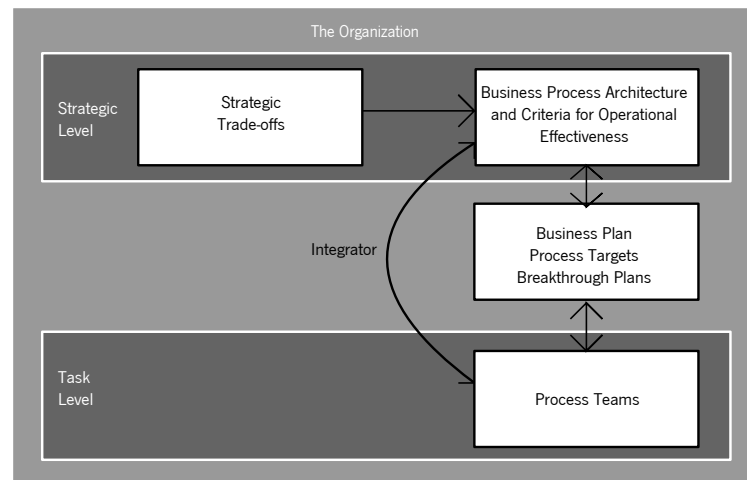 The Organization
Strategic
Level
Strategic
Trade-offs
Business Process Architecture
and Criteria for Operational
Effectiveness
Integrator
Business Plan
Process Targets
Breakthrough Plans
Task
Level
Process Teams